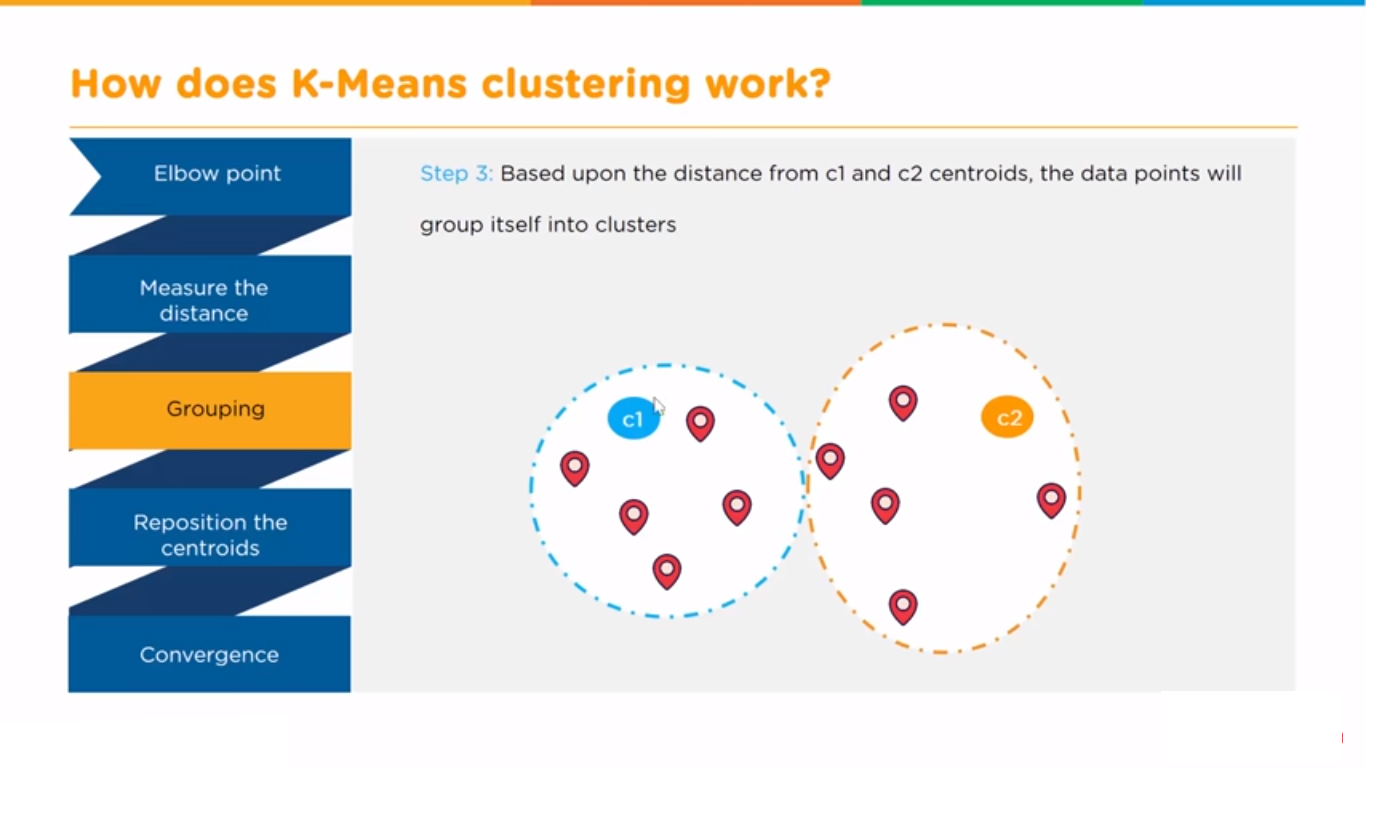 How does K-Means clustering work?
Elbow point
Measure the
distance
Grouping
Reposition the
centroids
Convergence
Step 3: Based upon the distance from c1 and c2 centroids, the data points will
group itself into clusters
c1
c2